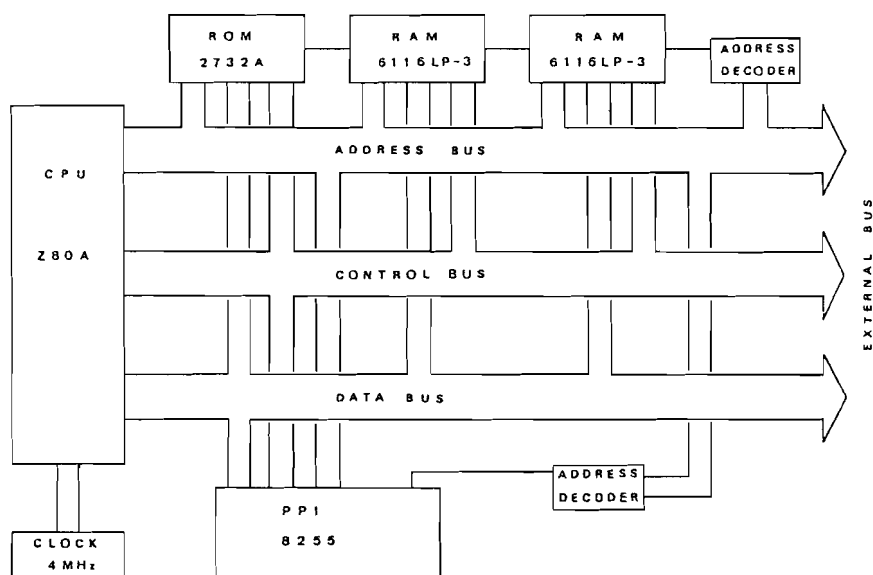 ROM
2732A
RAM
6116LP-3
RAM
6116LP-3
ADDRESS
DECODER
ADDRESS BUS
CPU
Z80A
CONTROL BUS
EXTERNAL BUS
DATA BUS
ADDRESS
DECODER
PPI
8255
CLOCK
4MHz